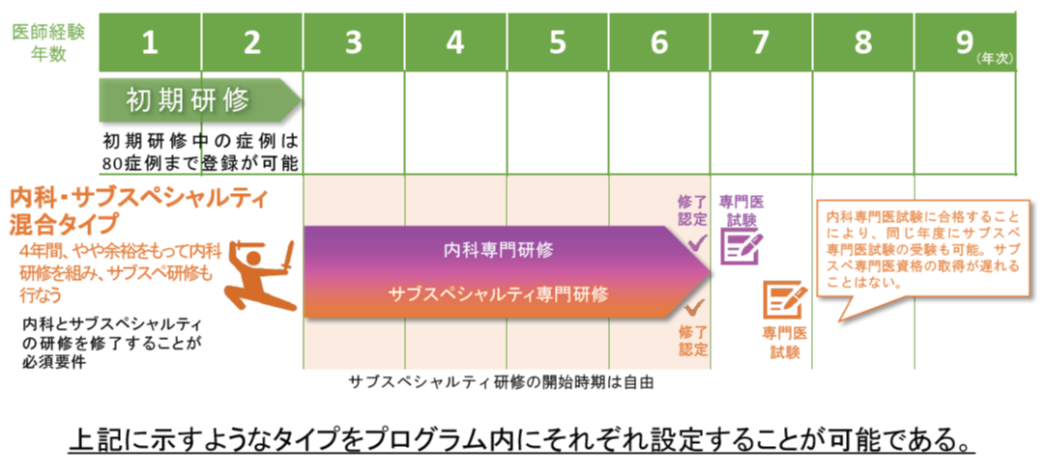 医師経験
年数
1 2 3 4 5 6 7 8 9
(年次)
初期研修
初期研修中の症例は
80症例まで登録が可能
内科・サブスペシャルティ
混合タイプ
4年間、やや余裕をもって内科
研修を組み、サブスペ研修も
行なう
内科とサブスペシャルティ
の研修を修了することが
必須要件
内科専門研修
サブスペシャルティ専門研修
修了
認定
専門医
試験
修了
認定
専門医
試験
内科専門医試験に合格すること
により、同じ年度にサブスペ
専門医試験の受験も可能。サブ
スペ専門医資格の取得が遅れる
ことはない。
サブスペシャルティ研修の開始時期は自由
上記に示すようなタイプをプログラム内にそれぞれ設定することが可能である。